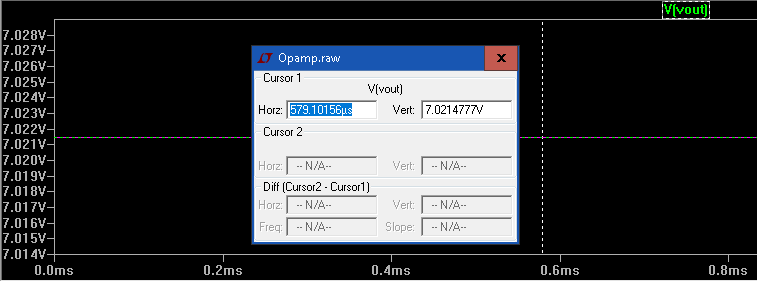 V(vout)
7.028V
7.027V
7.026V
7.025V
7.024V
7.023V
7.022V
7.021V
7.020V
7.019V
7.018V
7.017V
7.016V
7.015V
7.014V
Opamp.raw
x
Cursor 1
V(vout)
Horz: 579.10156µs Vert: 7.0214777V
Cursor 2
Horz: -- N/A-- Vert: -- N/A--
Diff (Cursor2 - Cursor1)
Horz: -- N/A-- Vert: -- N/A--
Freq: -- N/A-- Slope: -- N/A--
0.0ms 0.2ms 0.4ms 0.6ms 0.8ms